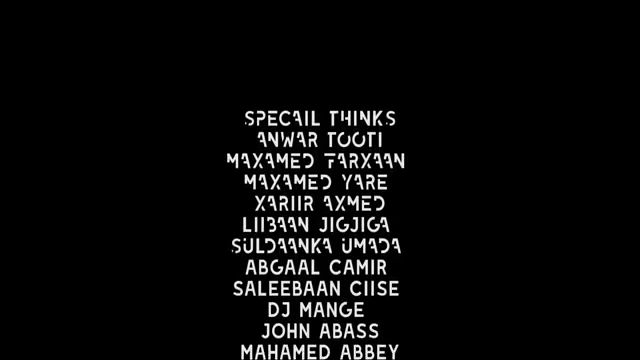 SPECAIL THINKS
ANWAR TOOTI
MAXAMED FARXAAN
MAXAMED YARE
XARIIR AXMED
LIIBAAN JIGJIGA
SULDAANKA UMADA
ABGAAL CAMIR
SALEEBAAN CIISE
DJ MANGE
JOHN ABASS
MAHAMED ABBEY